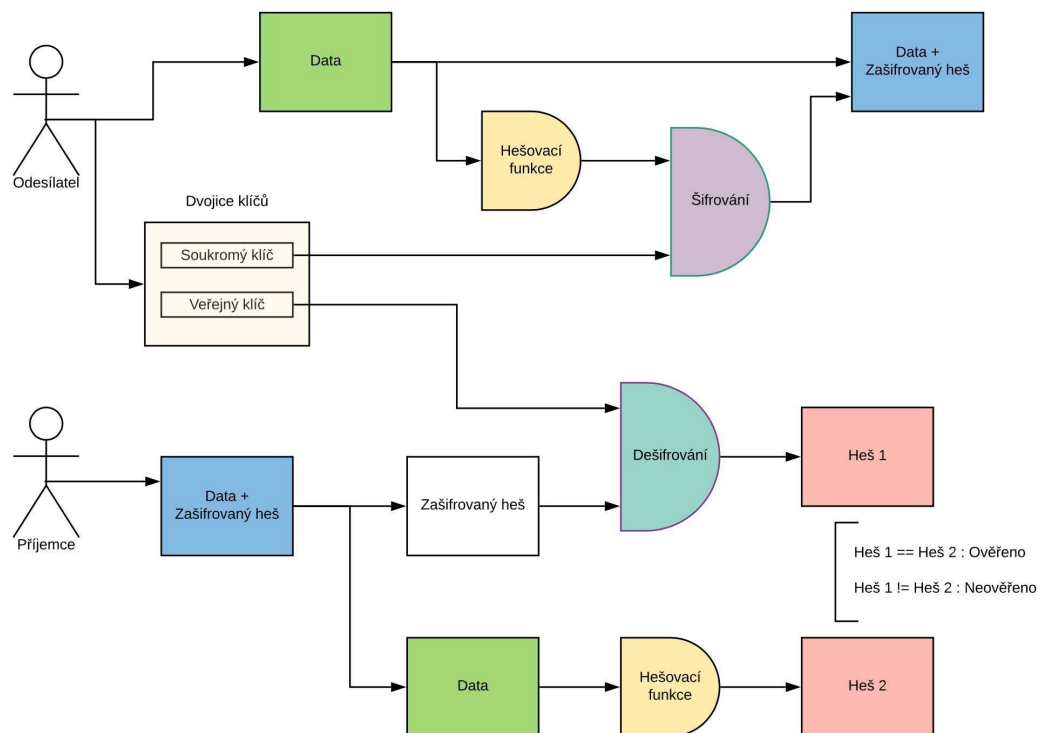 Data
Data +
Zašifrovaný heš
Hešovací
funkce
Šifrování
Odesílatel
Dvojice klíčů
Soukromý klíč
Veřejný klíč
Příjemce
Data +
Zašifrovaný heš
Zašifrovaný heš
Dešifrování
Heš 1
Heš 1 == Heš 2 : Ověřeno
Heš 1 != Heš 2 : Neověřeno
Data
Hešovací
funkce
Heš 2